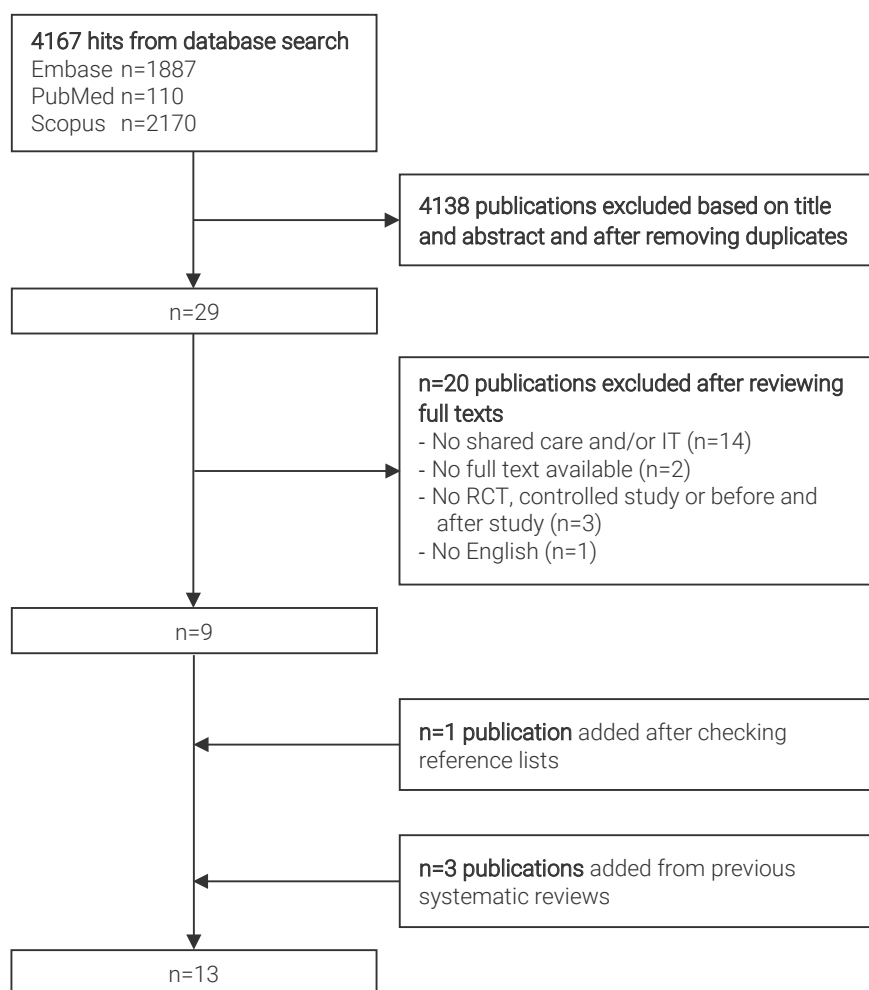 4167 hits from database search
Embase n=1887
PubMed n=110
Scopus n=2170
4138 publications excluded based on title
and abstract and after removing duplicates
n=29
n=20 publications excluded after reviewing
full texts
- No shared care and/or IT (n=14)
- No full text available (n=2)
- No RCT, controlled study or before and
after study (n=3)
- No English (n=1)
n=9
n=1 publication added after checking
reference lists
n=3 publications added from previous
systematic reviews
n=13